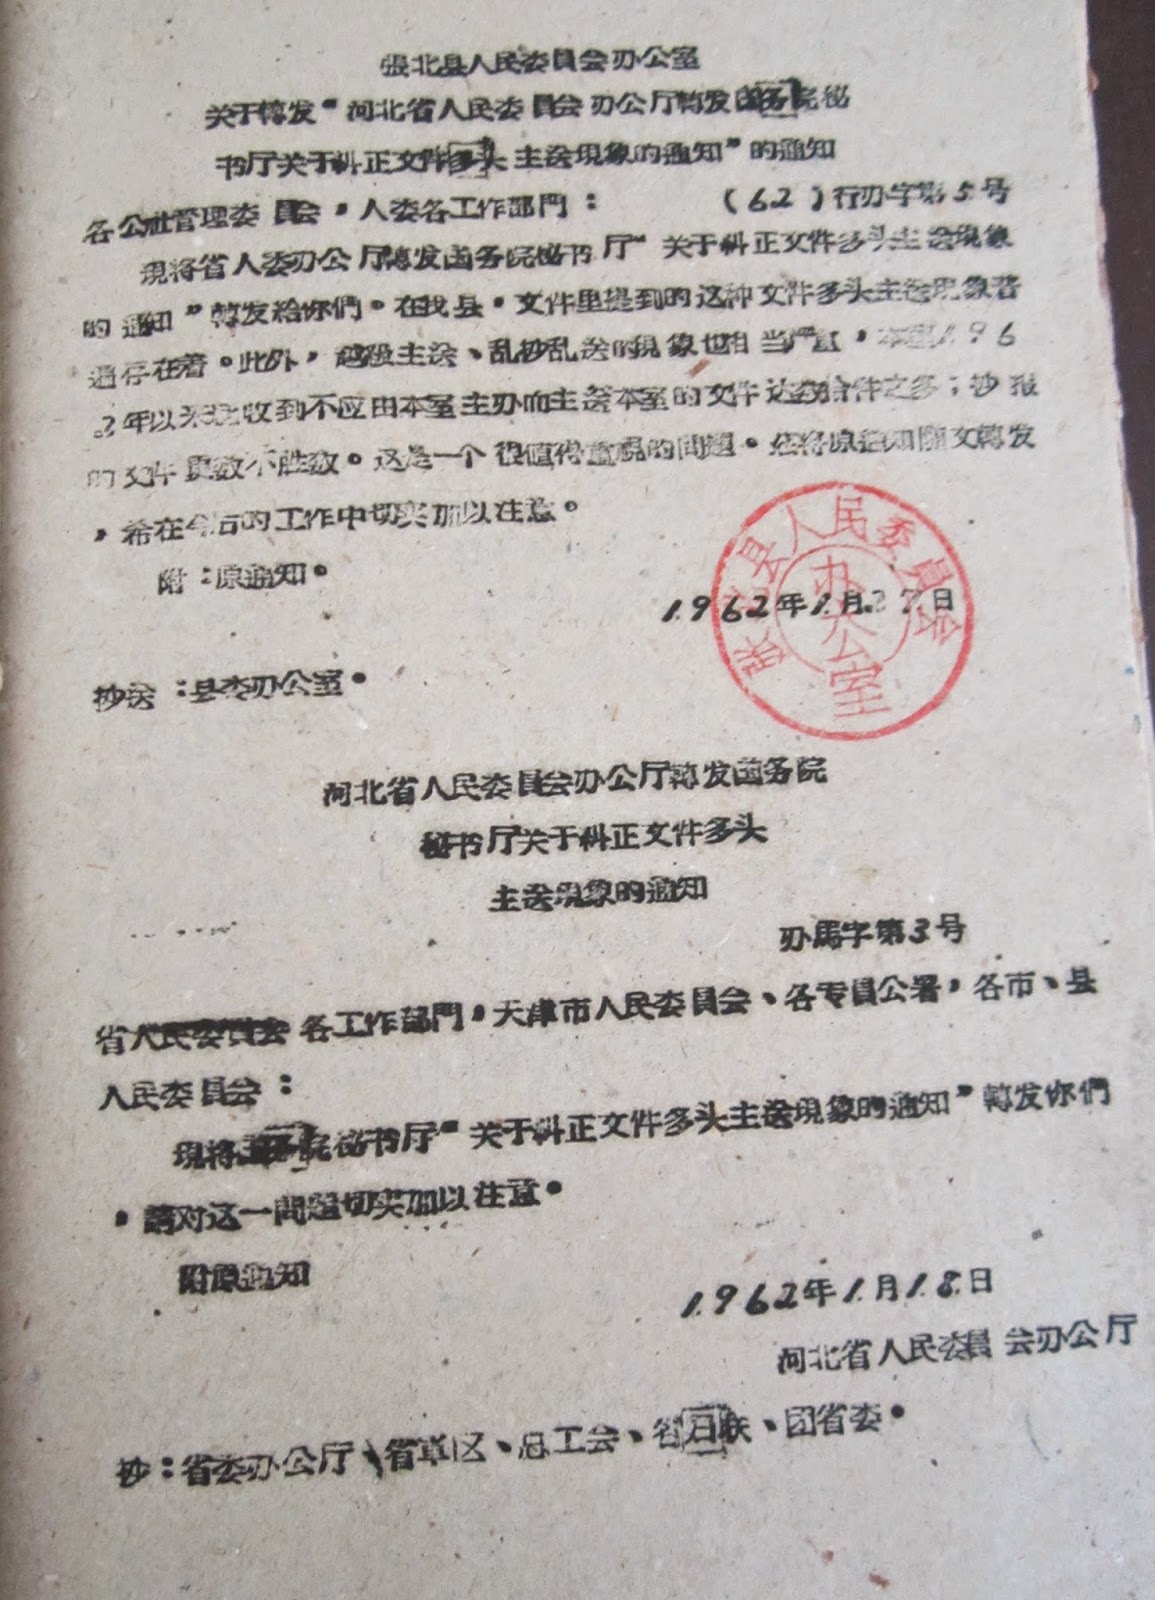 張北县人民委員会办公室
关于轉发“河北省人民委員会办公厅轉发国务院秘
书厅关于糾正文件多头主送現象的通知”的通知
各公社管理委員会，人委各工作部門： (62)行办字第5号
現将省人委办公厅轉发国务院秘书厅“关于糾正文件多头主送現象
的通知”轉发給你們。在我县，文件里提到的这种文件多头主送現象普
遍存在着。此外，越級主送、乱抄乱送的現象也相当严重，本室196
2年以来收到不应由本室主办而主送本室的文件达数拾件之多；抄报
的文件更数不胜数。这是一个很值得重視的問題。茲将原通知随文轉发
，希在今后的工作中切实加以注意。
附：原通知。
1962年1月27日
張北县人民委員会
办公室
抄送：县委办公室。
河北省人民委員会办公厅轉发国务院
秘书厅关于糾正文件多头
主送現象的通知
办馬字第3号
省人民委員会各工作部門，天津市人民委員会、各专員公署，各市、县
人民委員会：
現将国务院秘书厅“关于糾正文件多头主送現象的通知”轉发你們
，請对这一問題切实加以注意。
附原通知
1962年1月18日
河北省人民委員会办公厅
抄：省委办公厅、省軍区、总工会、省妇联、团省委。